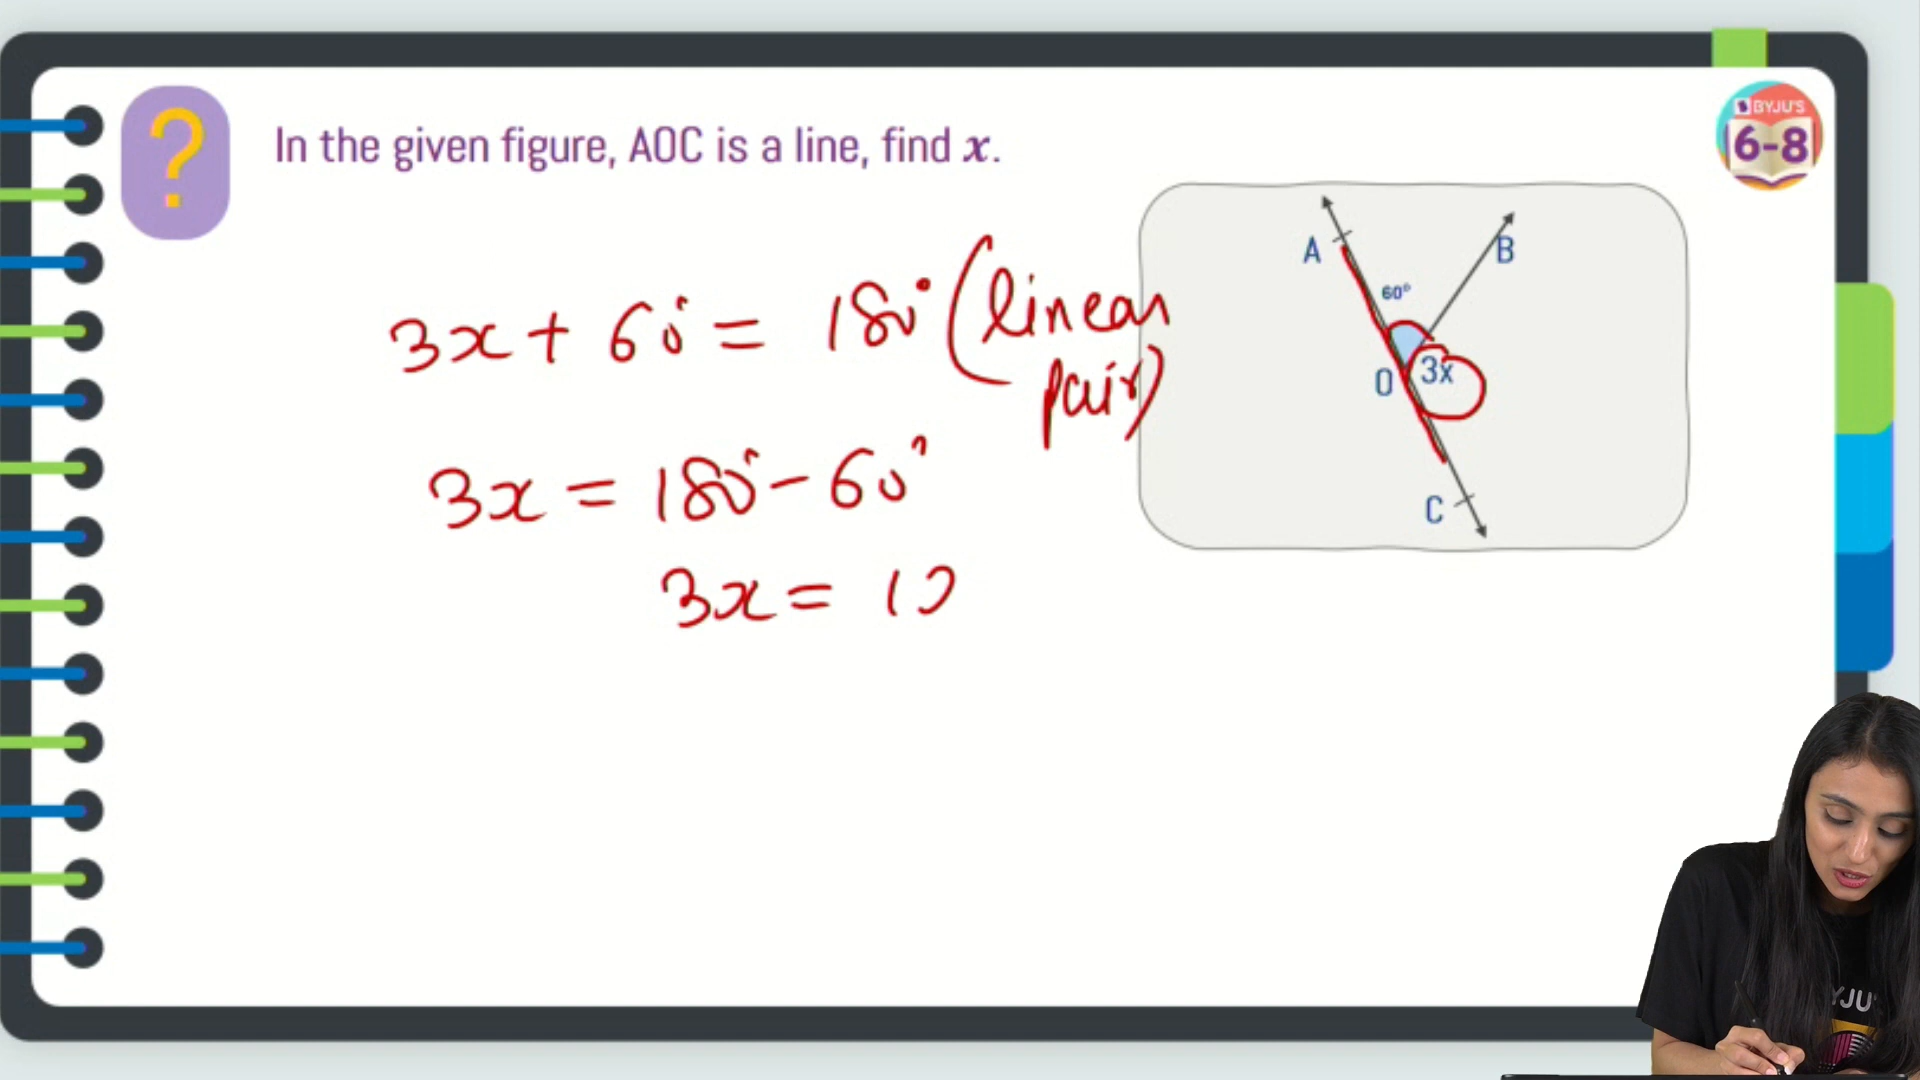 In the given figure, AOC is a line, find x.
BYJU'S
6-8
3x + 60° = 180° (linear
pair)
3x = 180° - 60°
3x = 12
A
B
60°
O
3x
C
BYJU'